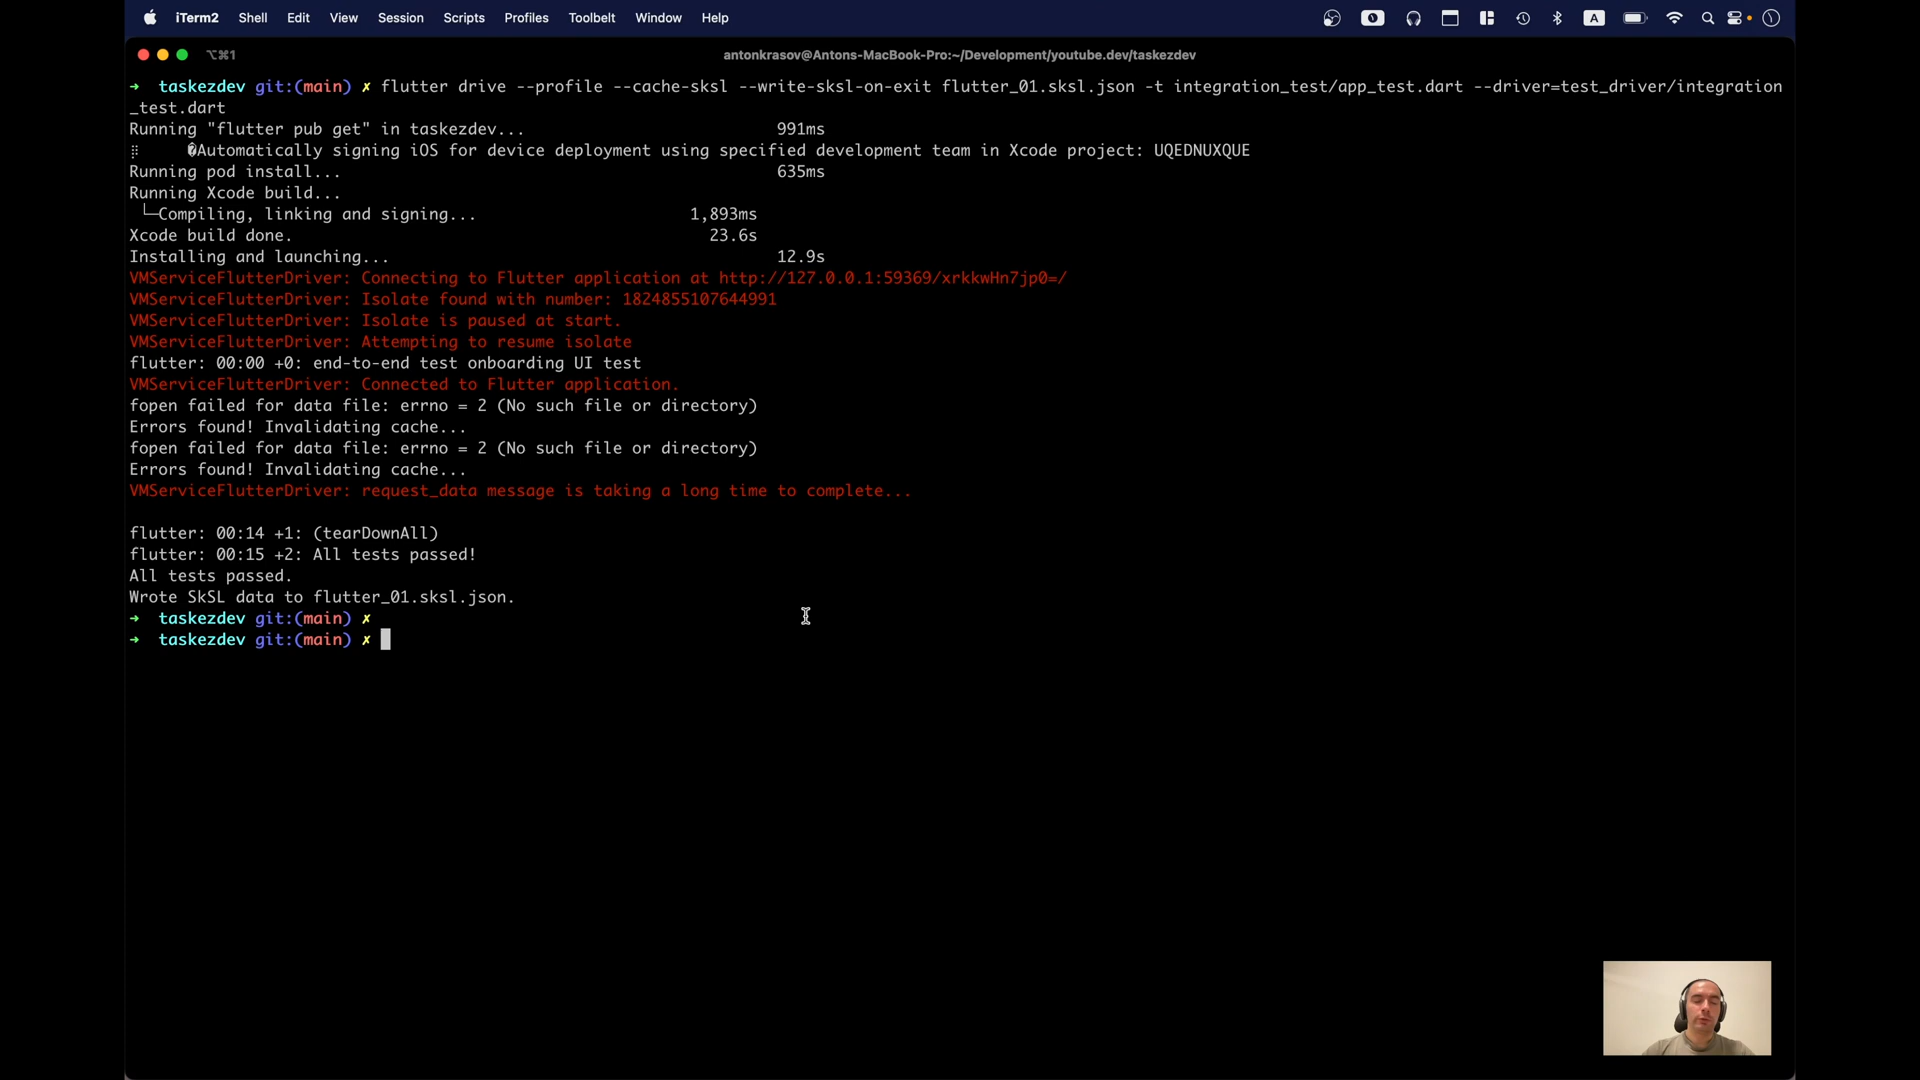 iTerm2 Shell Edit View Session Scripts Profiles Toolbelt Window Help A
⌥⌘1 antonkrasov@Antons-MacBook-Pro:~/Development/youtube.dev/taskezdev
➜ taskezdev git:(main) ✗ flutter drive --profile --cache-sksl --write-sksl-on-exit flutter_01.sksl.json -t integration_test/app_test.dart --driver=test_driver/integration
_test.dart
Running "flutter pub get" in taskezdev... 991ms
⣻ �Automatically signing iOS for device deployment using specified development team in Xcode project: UQEDNUXQUE
Running pod install... 635ms
Running Xcode build...
└─Compiling, linking and signing... 1,893ms
Xcode build done. 23.6s
Installing and launching... 12.9s
VMServiceFlutterDriver: Connecting to Flutter application at http://127.0.0.1:59369/xrkkwHn7jp0=/
VMServiceFlutterDriver: Isolate found with number: 1824855107644991
VMServiceFlutterDriver: Isolate is paused at start.
VMServiceFlutterDriver: Attempting to resume isolate
flutter: 00:00 +0: end-to-end test onboarding UI test
VMServiceFlutterDriver: Connected to Flutter application.
fopen failed for data file: errno = 2 (No such file or directory)
Errors found! Invalidating cache...
fopen failed for data file: errno = 2 (No such file or directory)
Errors found! Invalidating cache...
VMServiceFlutterDriver: request_data message is taking a long time to complete...
flutter: 00:14 +1: (tearDownAll)
flutter: 00:15 +2: All tests passed!
All tests passed.
Wrote SkSL data to flutter_01.sksl.json.
➜ taskezdev git:(main) ✗
➜ taskezdev git:(main) ✗